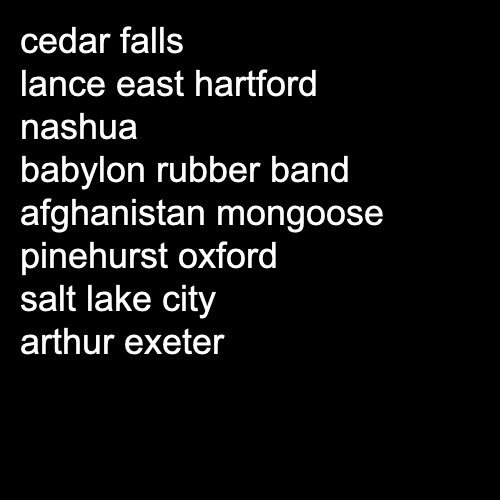 cedar falls
lance east hartford
nashua
babylon rubber band
afghanistan mongoose
pinehurst oxford
salt lake city
arthur exeter